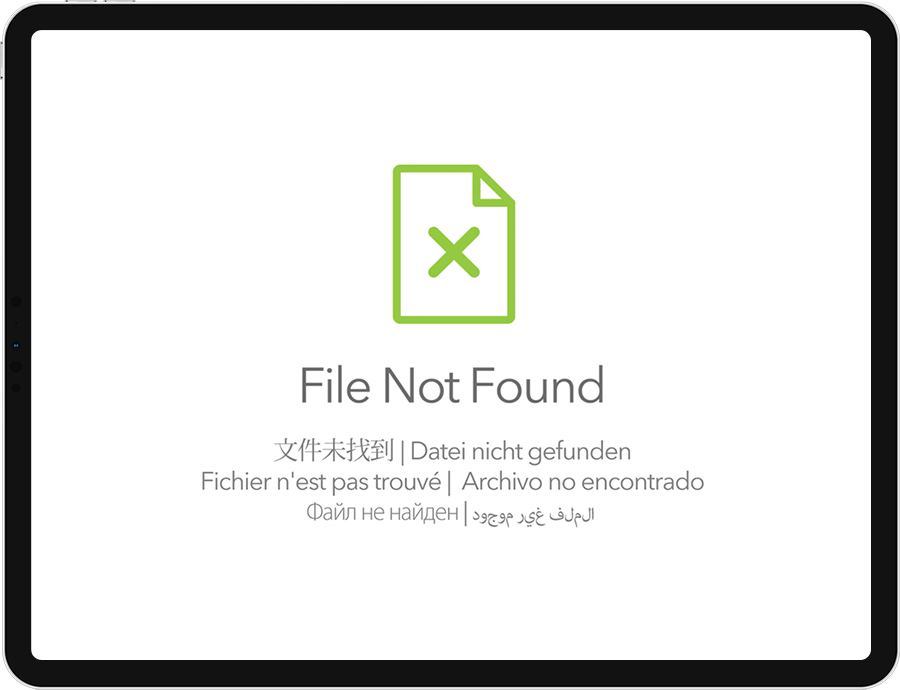 File Not Found
文件未找到 | Datei nicht gefunden
Fichier n'est pas trouvé | Archivo no encontrado
Файл не найден | الملف غير موجود